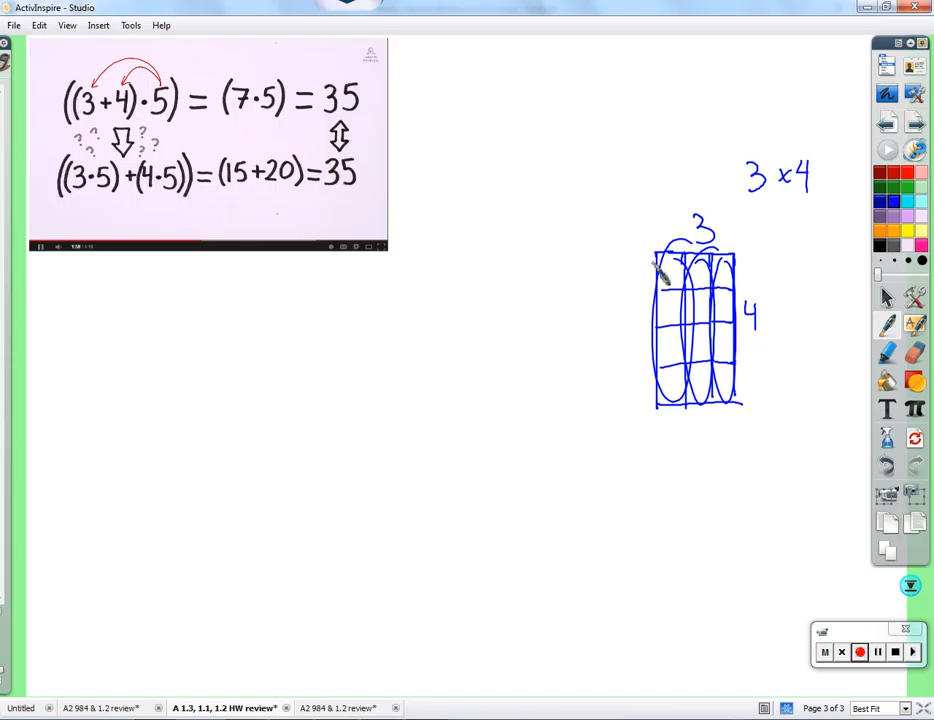 ActivInspire - Studio
File Edit View Insert Tools Help
((3+4)·5) = (7·5) = 35
? ? ? ? ? ?
((3·5)+(4·5)) = (15+20) = 35
3 x 4
3
4
T π
M
Untitled A2 984 & 1.2 review* A 1.3, 1.1, 1.2 HW review* A2 984 & 1.2 review* Page 3 of 3 Best Fit